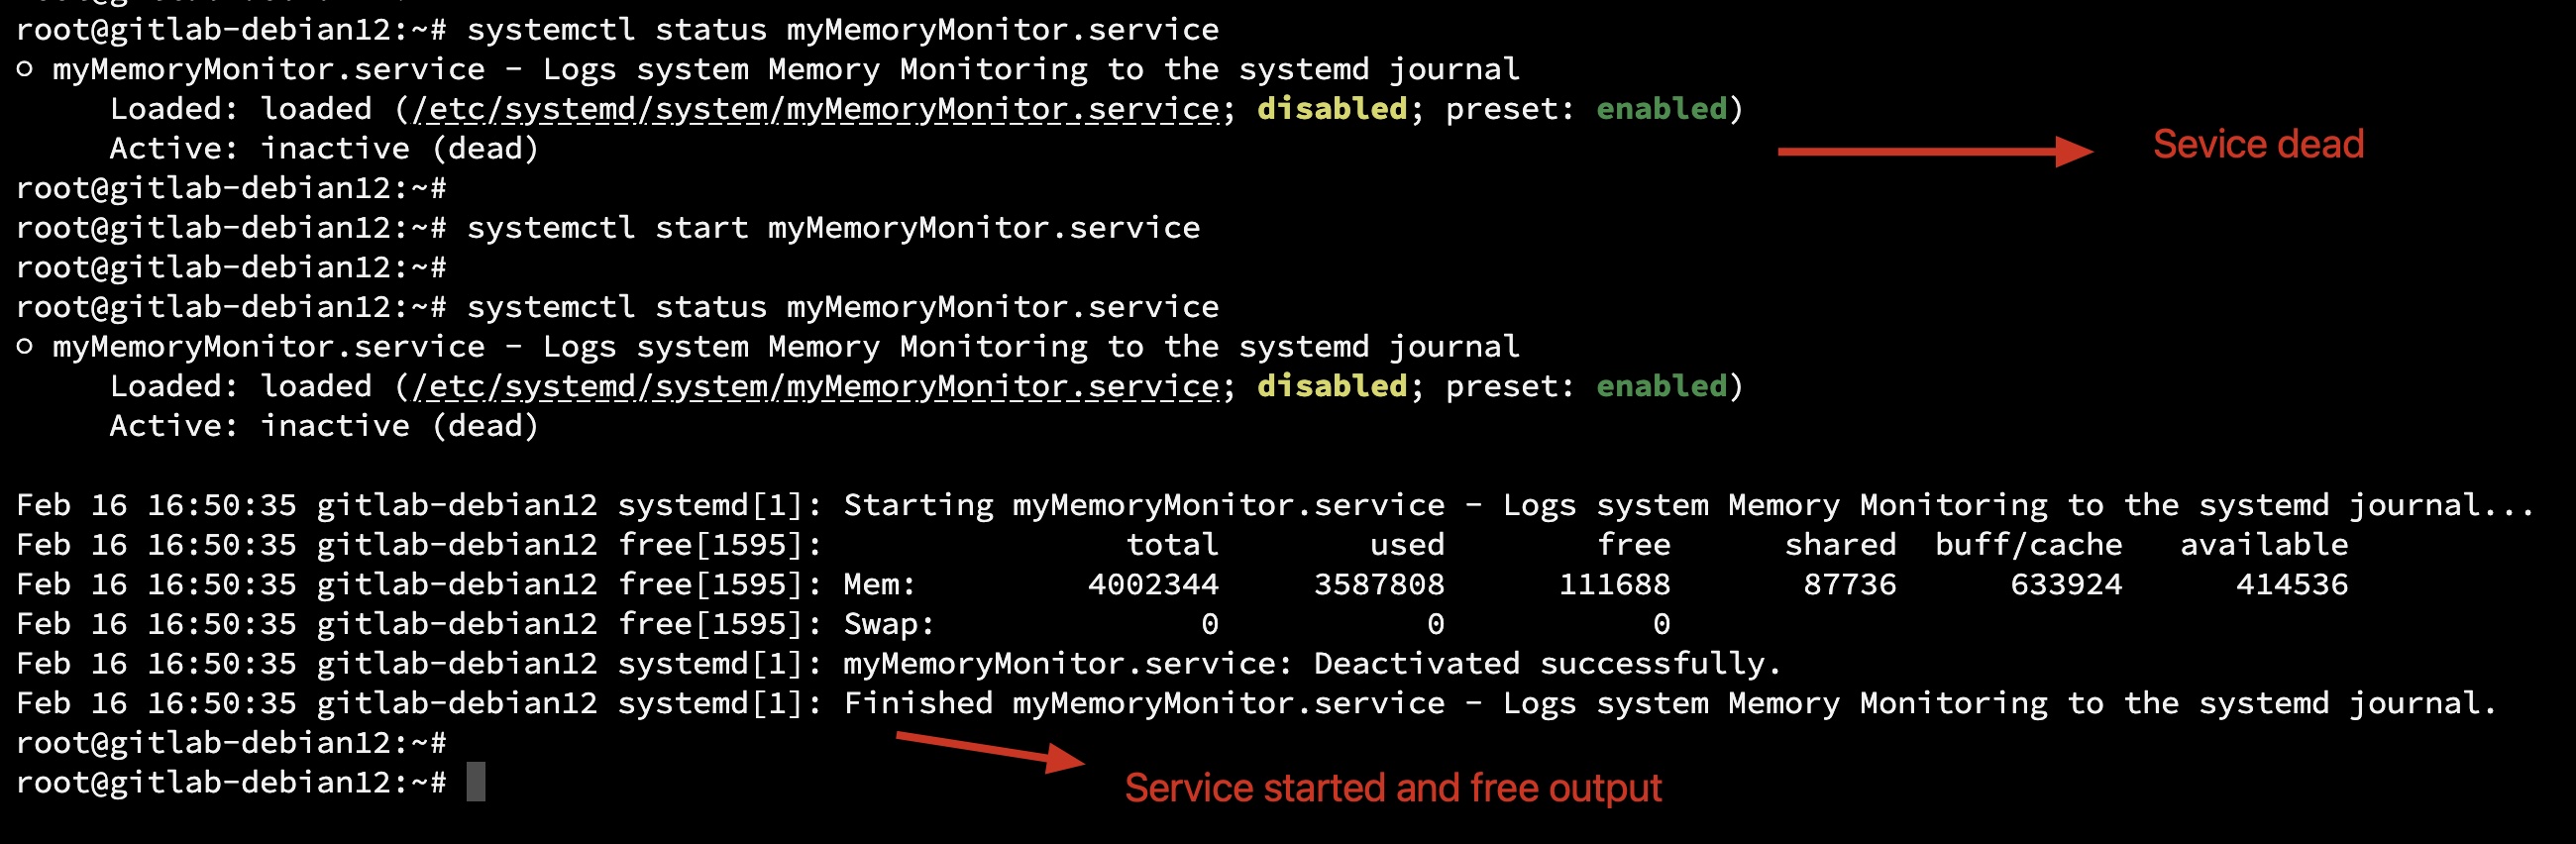 root@gitlab-debian12:~# systemctl status myMemoryMonitor.service
○ myMemoryMonitor.service - Logs system Memory Monitoring to the systemd journal
     Loaded: loaded (/etc/systemd/system/myMemoryMonitor.service; disabled; preset: enabled)
     Active: inactive (dead)
Sevice dead
root@gitlab-debian12:~#
root@gitlab-debian12:~# systemctl start myMemoryMonitor.service
root@gitlab-debian12:~#
root@gitlab-debian12:~# systemctl status myMemoryMonitor.service
○ myMemoryMonitor.service - Logs system Memory Monitoring to the systemd journal
     Loaded: loaded (/etc/systemd/system/myMemoryMonitor.service; disabled; preset: enabled)
     Active: inactive (dead)

Feb 16 16:50:35 gitlab-debian12 systemd[1]: Starting myMemoryMonitor.service - Logs system Memory Monitoring to the systemd journal...
Feb 16 16:50:35 gitlab-debian12 free[1595]:                total        used        free      shared  buff/cache   available
Feb 16 16:50:35 gitlab-debian12 free[1595]: Mem:         4002344     3587808      111688       87736      633924      414536
Feb 16 16:50:35 gitlab-debian12 free[1595]: Swap:              0           0           0
Feb 16 16:50:35 gitlab-debian12 systemd[1]: myMemoryMonitor.service: Deactivated successfully.
Feb 16 16:50:35 gitlab-debian12 systemd[1]: Finished myMemoryMonitor.service - Logs system Memory Monitoring to the systemd journal.
root@gitlab-debian12:~#
root@gitlab-debian12:~#
Service started and free output